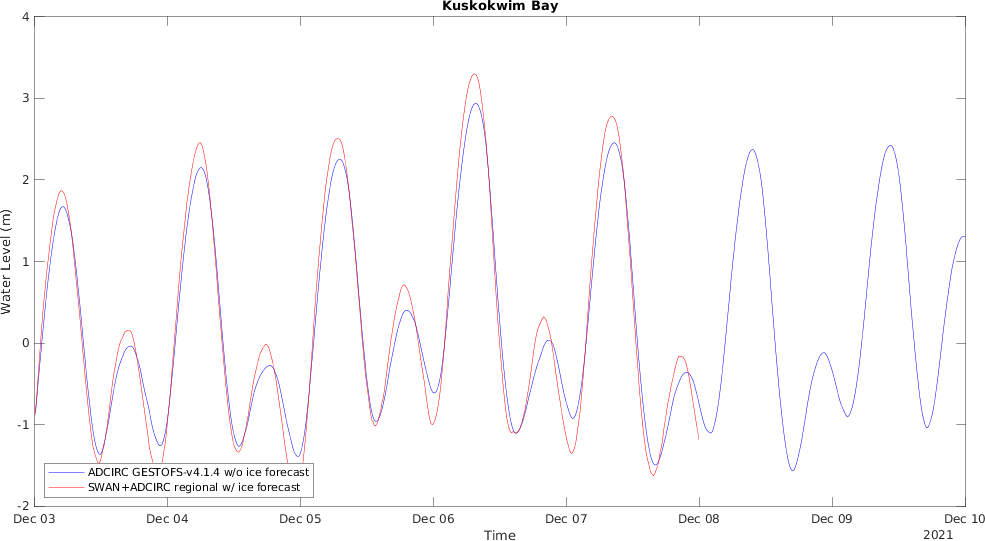 Kuskokwim Bay
4
3
2
1
0
-1
-2
Water Level (m)
ADCIRC GESTOFS-v4.1.4 w/o ice forecast
SWAN+ADCIRC regional w/ ice forecast
Dec 03 Dec 04 Dec 05 Dec 06 Dec 07 Dec 08 Dec 09 Dec 10
Time
2021